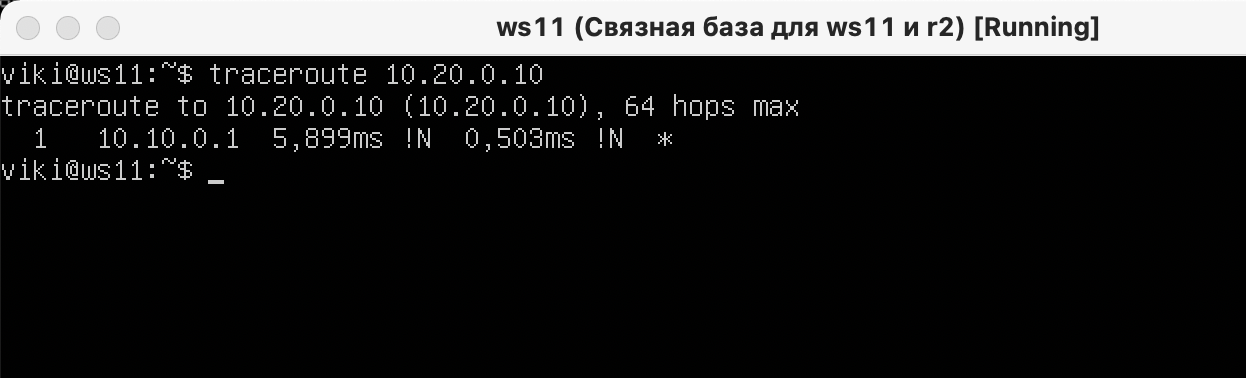 ws11 (Связная база для ws11 и r2) [Running]
viki@ws11:~$ traceroute 10.20.0.10
traceroute to 10.20.0.10 (10.20.0.10), 64 hops max
  1   10.10.0.1  5,899ms !N  0,503ms !N  *
viki@ws11:~$ _